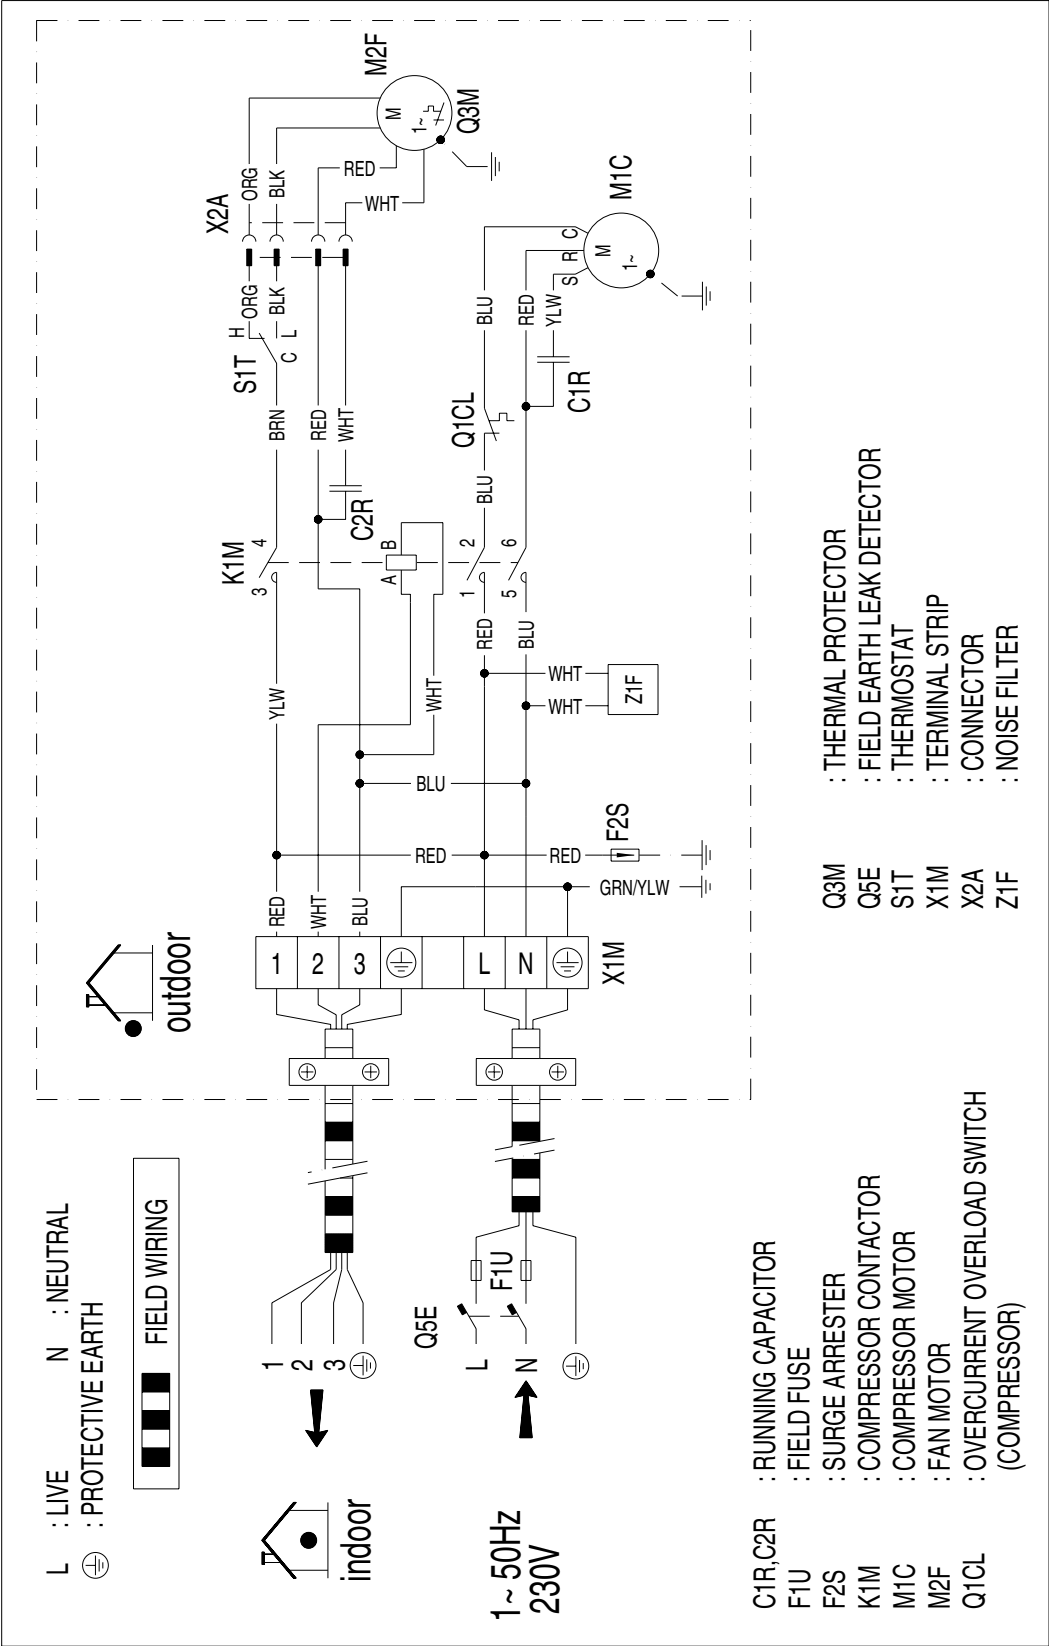 L : LIVE N : NEUTRAL
: PROTECTIVE EARTH
FIELD WIRING
outdoor
indoor
1~ 50Hz
230V
1
2
3
L
N
Q5E
F1U
1
2
3
L
N
X1M
RED
WHT
BLU
RED
RED
F2S
GRN/YLW
BLU
YLW
WHT
WHT
WHT
Z1F
RED
BLU
K1M
3 4
A B
1 2
5 6
C2R
BRN
RED
WHT
BLU
Q1CL
C1R
S1T
H
C L
ORG
BLK
X2A
ORG
BLK
RED
WHT
M2F
M
1~
Q3M
BLU
RED
YLW
C
R
S
M
1~
M1C
C1R,C2R : RUNNING CAPACITOR
F1U : FIELD FUSE
F2S : SURGE ARRESTER
K1M : COMPRESSOR CONTACTOR
M1C : COMPRESSOR MOTOR
M2F : FAN MOTOR
Q1CL : OVERCURRENT OVERLOAD SWITCH
(COMPRESSOR)
Q3M : THERMAL PROTECTOR
Q5E : FIELD EARTH LEAK DETECTOR
S1T : THERMOSTAT
X1M : TERMINAL STRIP
X2A : CONNECTOR
Z1F : NOISE FILTER